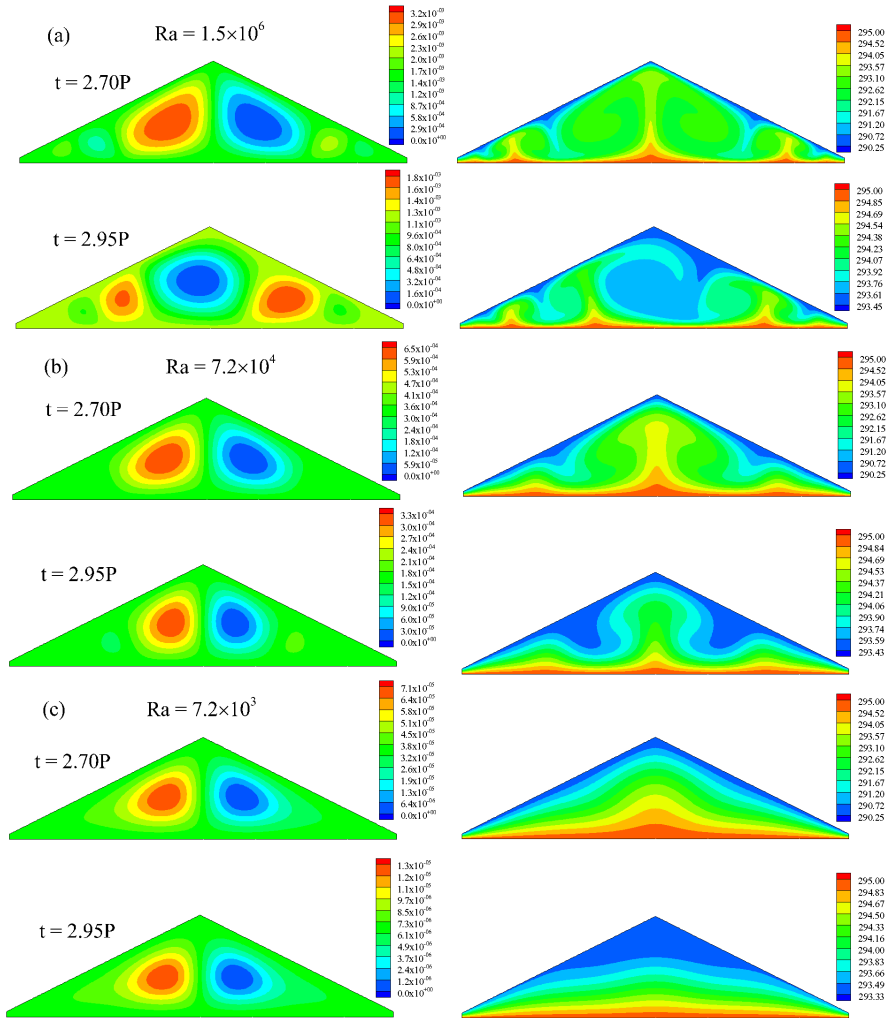 (a) Ra = 1.5×10⁶
t = 2.70P
3.2x10⁻⁰³
2.9x10⁻⁰³
2.6x10⁻⁰³
2.3x10⁻⁰³
2.0x10⁻⁰³
1.7x10⁻⁰³
1.4x10⁻⁰³
1.2x10⁻⁰³
8.7x10⁻⁰⁴
5.8x10⁻⁰⁴
2.9x10⁻⁰⁴
0.0x10⁺⁰⁰
295.00
294.52
294.05
293.57
293.10
292.62
292.15
291.67
291.20
290.72
290.25
t = 2.95P
1.8x10⁻⁰³
1.6x10⁻⁰³
1.4x10⁻⁰³
1.3x10⁻⁰³
1.1x10⁻⁰³
9.6x10⁻⁰⁴
8.0x10⁻⁰⁴
6.4x10⁻⁰⁴
4.8x10⁻⁰⁴
3.2x10⁻⁰⁴
1.6x10⁻⁰⁴
0.0x10⁺⁰⁰
295.00
294.85
294.69
294.54
294.38
294.23
294.07
293.92
293.76
293.61
293.45
(b) Ra = 7.2×10⁴
t = 2.70P
6.5x10⁻⁰⁴
5.9x10⁻⁰⁴
5.3x10⁻⁰⁴
4.7x10⁻⁰⁴
4.1x10⁻⁰⁴
3.6x10⁻⁰⁴
3.0x10⁻⁰⁴
2.4x10⁻⁰⁴
1.8x10⁻⁰⁴
1.2x10⁻⁰⁴
5.9x10⁻⁰⁵
0.0x10⁺⁰⁰
295.00
294.52
294.05
293.57
293.10
292.62
292.15
291.67
291.20
290.72
290.25
t = 2.95P
3.3x10⁻⁰⁴
3.0x10⁻⁰⁴
2.7x10⁻⁰⁴
2.4x10⁻⁰⁴
2.1x10⁻⁰⁴
1.8x10⁻⁰⁴
1.5x10⁻⁰⁴
1.2x10⁻⁰⁴
9.0x10⁻⁰⁵
6.0x10⁻⁰⁵
3.0x10⁻⁰⁵
0.0x10⁺⁰⁰
295.00
294.84
294.69
294.53
294.37
294.21
294.06
293.90
293.74
293.59
293.43
(c) Ra = 7.2×10³
t = 2.70P
7.1x10⁻⁰⁵
6.4x10⁻⁰⁵
5.8x10⁻⁰⁵
5.1x10⁻⁰⁵
4.5x10⁻⁰⁵
3.8x10⁻⁰⁵
3.2x10⁻⁰⁵
2.6x10⁻⁰⁵
1.9x10⁻⁰⁵
1.3x10⁻⁰⁵
6.4x10⁻⁰⁶
0.0x10⁺⁰⁰
295.00
294.52
294.05
293.57
293.10
292.62
292.15
291.67
291.20
290.72
290.25
t = 2.95P
1.3x10⁻⁰⁵
1.2x10⁻⁰⁵
1.1x10⁻⁰⁵
9.7x10⁻⁰⁶
8.5x10⁻⁰⁶
7.3x10⁻⁰⁶
6.1x10⁻⁰⁶
4.9x10⁻⁰⁶
3.7x10⁻⁰⁶
2.4x10⁻⁰⁶
1.2x10⁻⁰⁶
0.0x10⁺⁰⁰
295.00
294.83
294.67
294.50
294.33
294.16
294.00
293.83
293.66
293.49
293.33